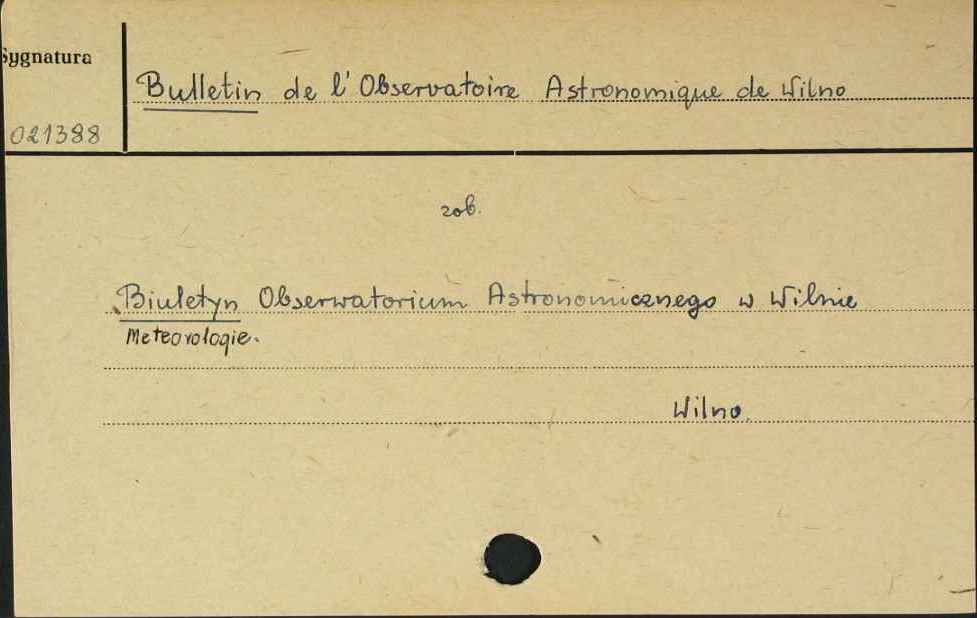 Sygnatura
Bulletin de l'Observatoire Astronomique de Wilno
021388
zob.
Biuletyn Obserwatorium Astronomicznego w Wilnie
Meteorologie.
Wilno.